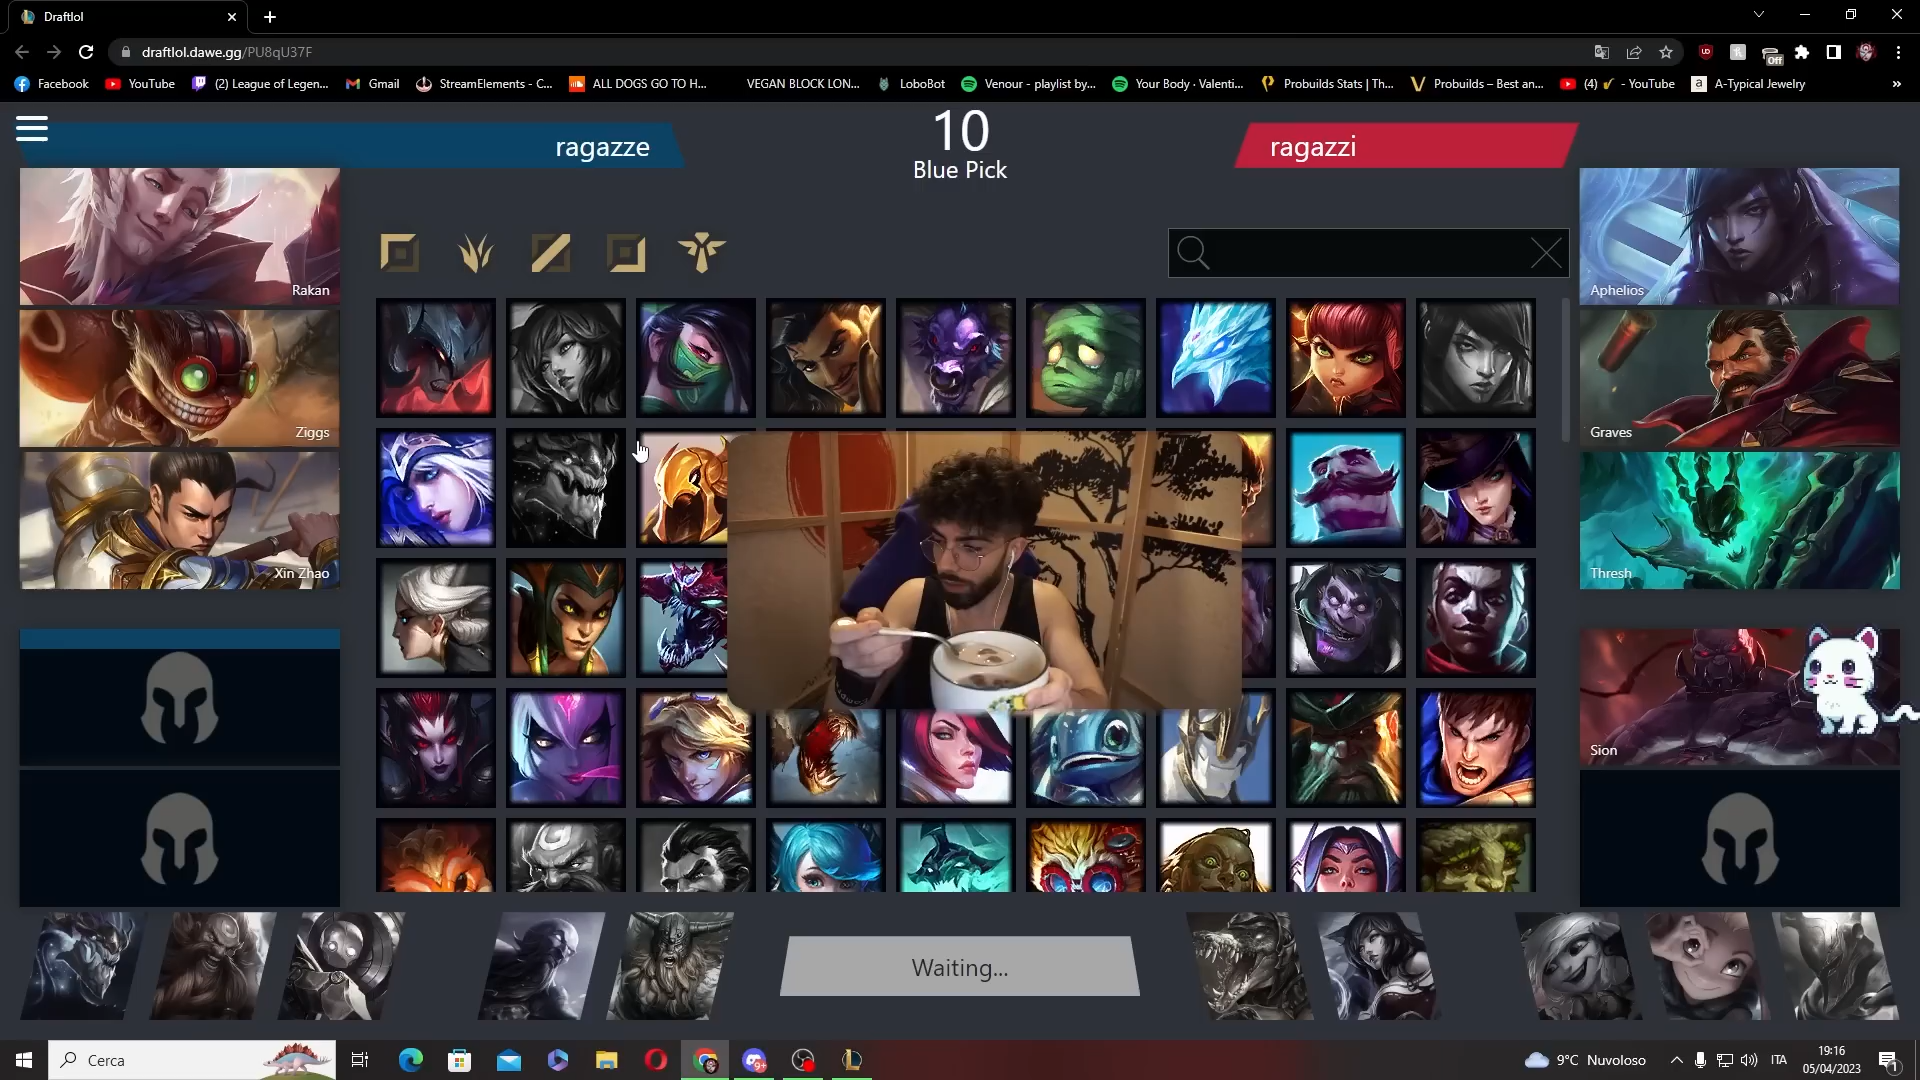 Draftlol
draftlol.dawe.gg/PU8qU37F
Off
Facebook
YouTube
(2) League of Legen...
Gmail
StreamElements - C...
ALL DOGS GO TO H...
VEGAN BLOCK LON...
LoboBot
Venour - playlist by...
Your Body · Valenti...
Probuilds Stats | Th...
Probuilds – Best an...
(4) ✔ - YouTube
A-Typical Jewelry
»
ragazze
10
Blue Pick
ragazzi
Rakan
Ziggs
Xin Zhao
Aphelios
Graves
Thresh
Sion
Waiting...
Cerca
9+
9°C Nuvoloso
ITA
19:16
05/04/2023
1